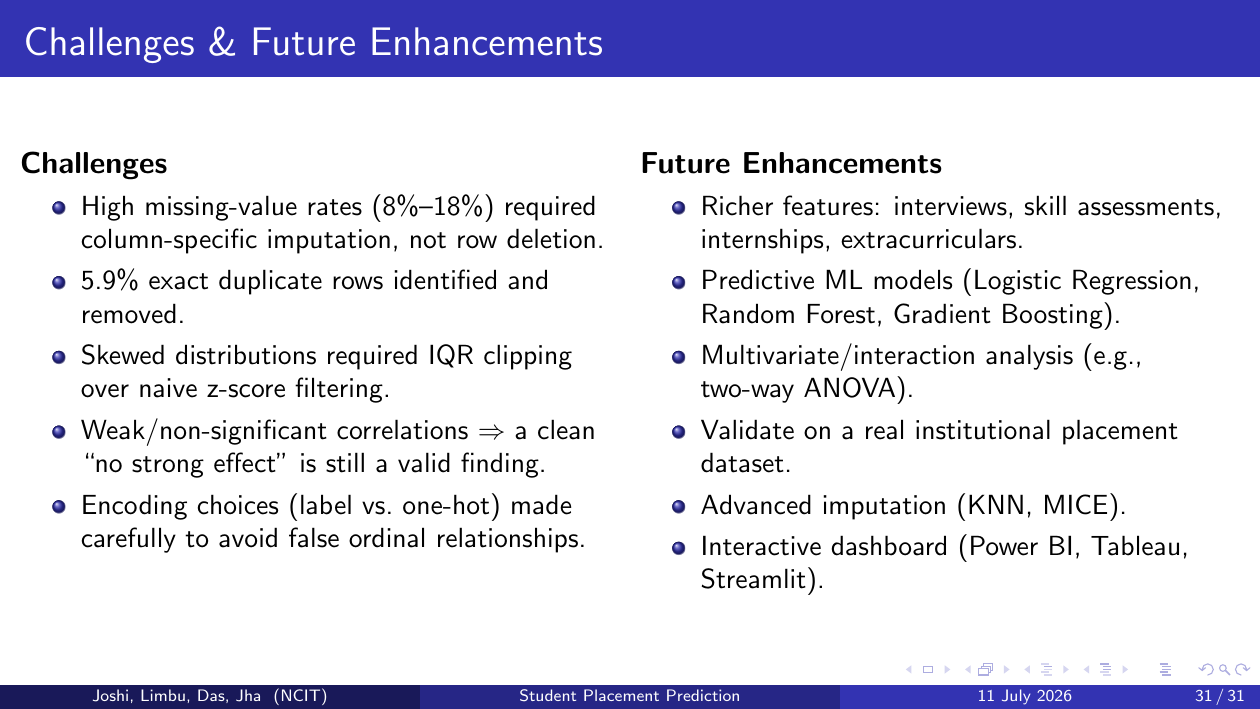 Challenges & Future Enhancements
Challenges
High missing-value rates (8%–18%) required
column-specific imputation, not row deletion.
5.9% exact duplicate rows identified and
removed.
Skewed distributions required IQR clipping
over naive z-score filtering.
Weak/non-significant correlations ⇒ a clean
“no strong effect” is still a valid finding.
Encoding choices (label vs. one-hot) made
carefully to avoid false ordinal relationships.
Future Enhancements
Richer features: interviews, skill assessments,
internships, extracurriculars.
Predictive ML models (Logistic Regression,
Random Forest, Gradient Boosting).
Multivariate/interaction analysis (e.g.,
two-way ANOVA).
Validate on a real institutional placement
dataset.
Advanced imputation (KNN, MICE).
Interactive dashboard (Power BI, Tableau,
Streamlit).
Joshi, Limbu, Das, Jha (NCIT)
Student Placement Prediction
11 July 2026
31 / 31